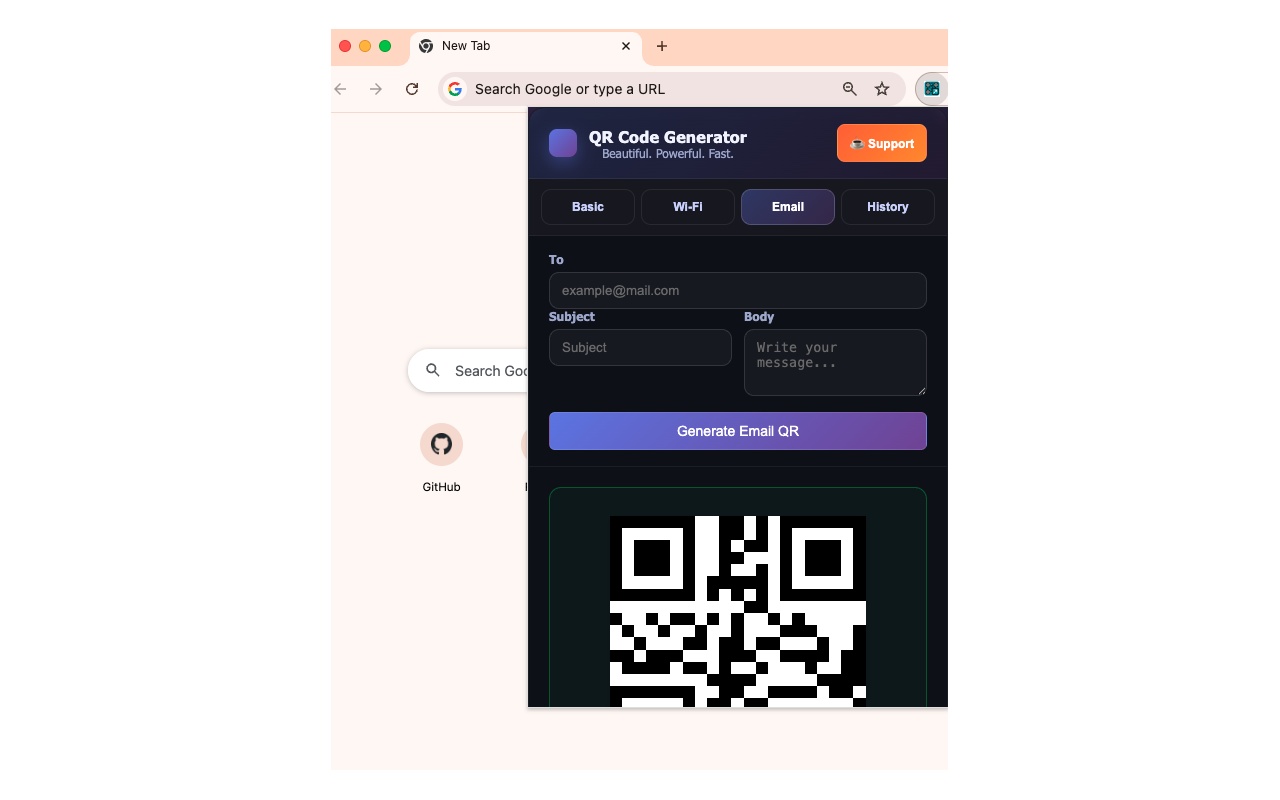 New Tab
Search Google or type a URL
QR Code Generator
Beautiful. Powerful. Fast.
☕ Support
Basic
Wi-Fi
Email
History
To
example@mail.com
Subject
Body
Subject
Write your
message...
Generate Email QR
Search Goo
GitHub